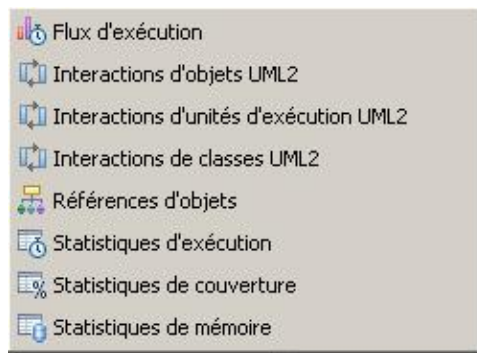 Flux d'exécution
Interactions d'objets UML2
Interactions d'unités d'exécution UML2
Interactions de classes UML2
Références d'objets
Statistiques d'exécution
Statistiques de couverture
Statistiques de mémoire